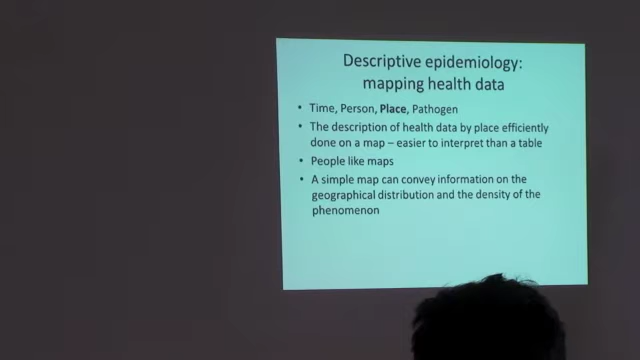 Descriptive epidemiology:
mapping health data
• Time, Person, Place, Pathogen
• The description of health data by place efficiently
done on a map – easier to interpret than a table
• People like maps
• A simple map can convey information on the
geographical distribution and the density of the
phenomenon